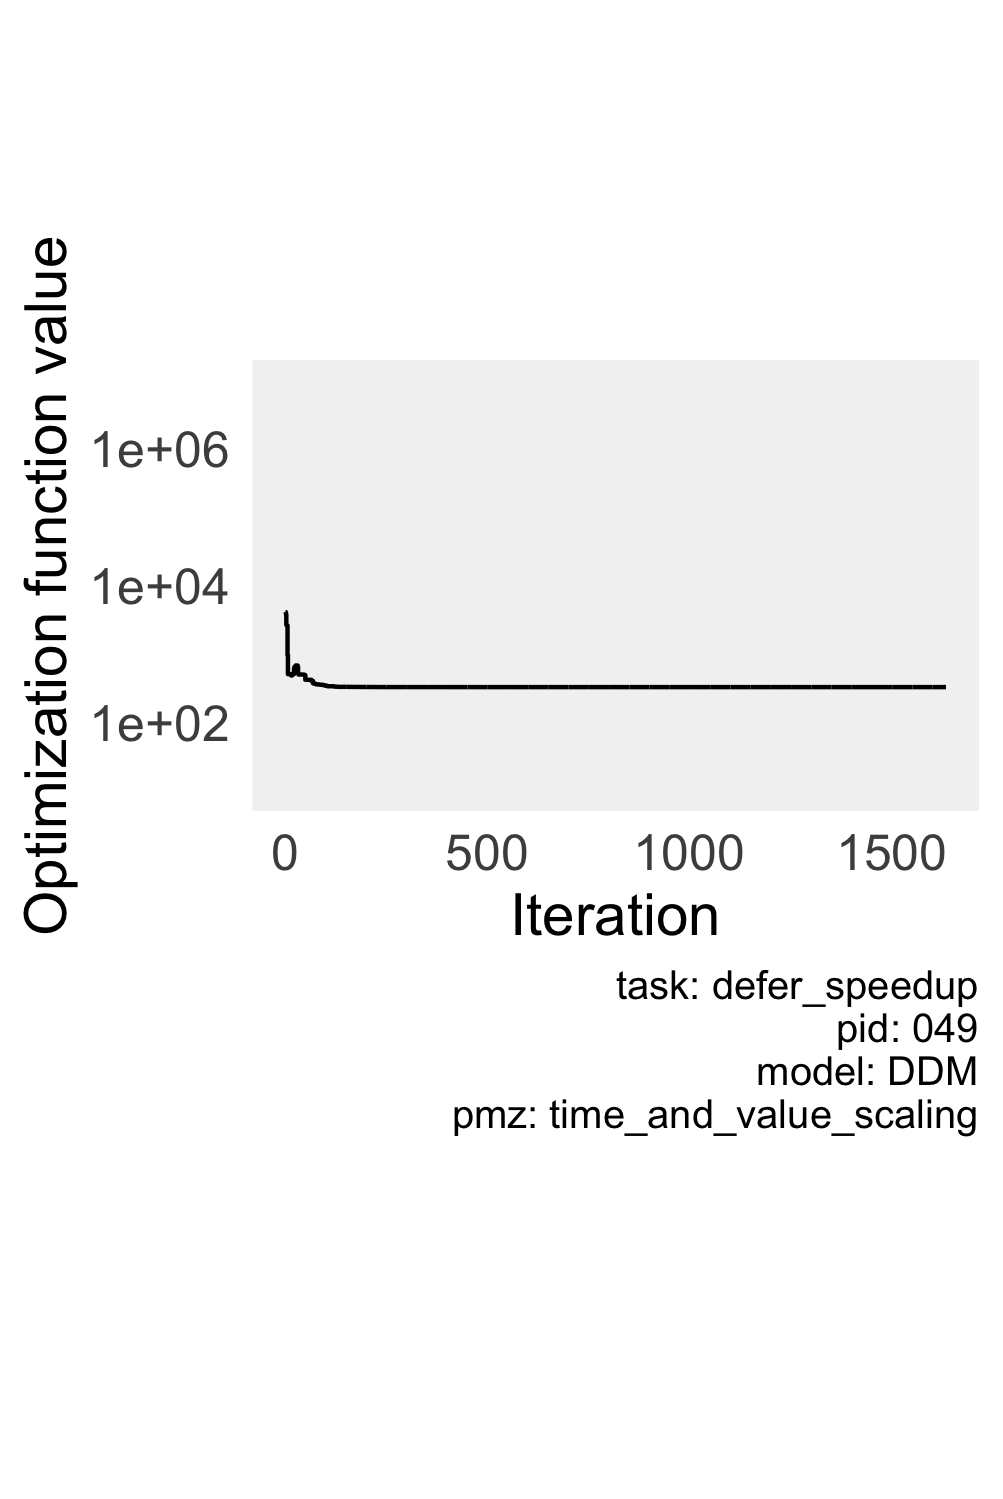 Optimization function value
1e+06
1e+04
1e+02
0 500 1000 1500
Iteration
task: defer_speedup
pid: 049
model: DDM
pmz: time_and_value_scaling